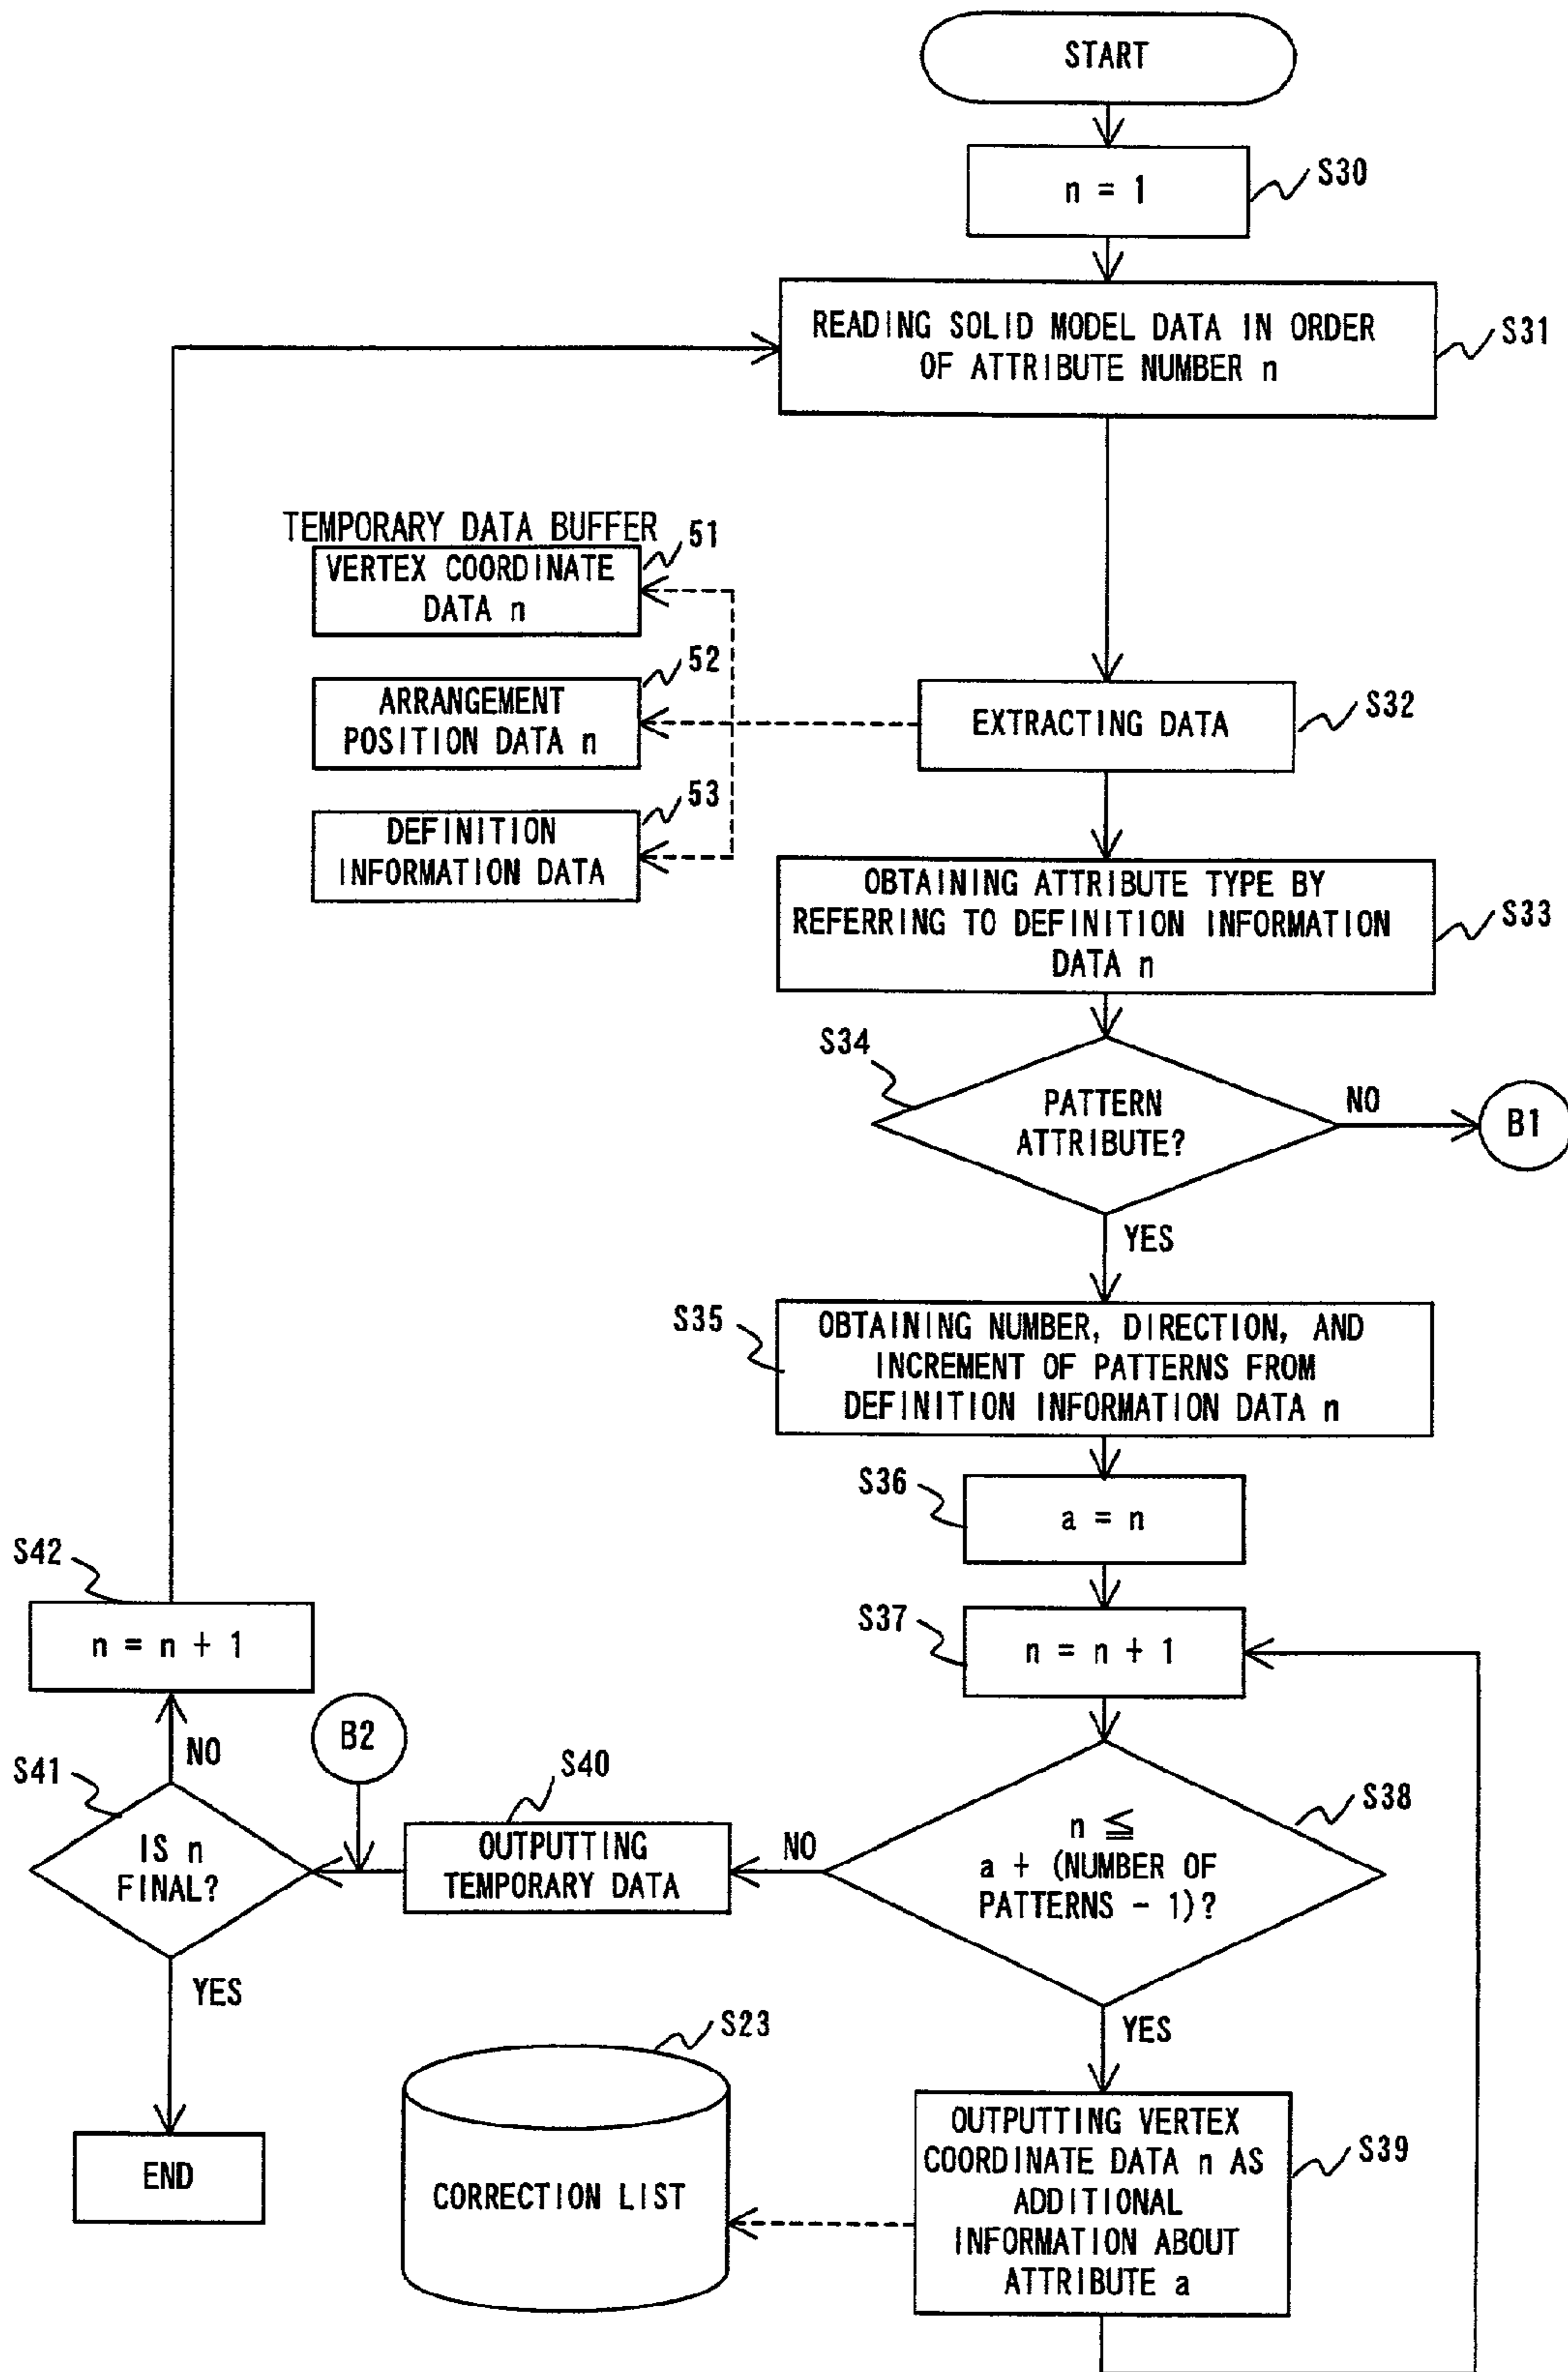 START
n = 1
S30
READING SOLID MODEL DATA IN ORDER
OF ATTRIBUTE NUMBER n
S31
TEMPORARY DATA BUFFER
51
VERTEX COORDINATE
DATA n
52
ARRANGEMENT
POSITION DATA n
53
DEFINITION
INFORMATION DATA
EXTRACTING DATA
S32
OBTAINING ATTRIBUTE TYPE BY
REFERRING TO DEFINITION INFORMATION
DATA n
S33
S34
PATTERN
ATTRIBUTE?
NO
B1
YES
S35
OBTAINING NUMBER, DIRECTION, AND
INCREMENT OF PATTERNS FROM
DEFINITION INFORMATION DATA n
S36
a = n
S37
n = n + 1
S38
n ≦
a + (NUMBER OF
PATTERNS - 1)?
NO
YES
S39
OUTPUTTING VERTEX
COORDINATE DATA n AS
ADDITIONAL
INFORMATION ABOUT
ATTRIBUTE a
S23
CORRECTION LIST
S40
OUTPUTTING
TEMPORARY DATA
B2
S41
IS n
FINAL?
NO
S42
n = n + 1
YES
END